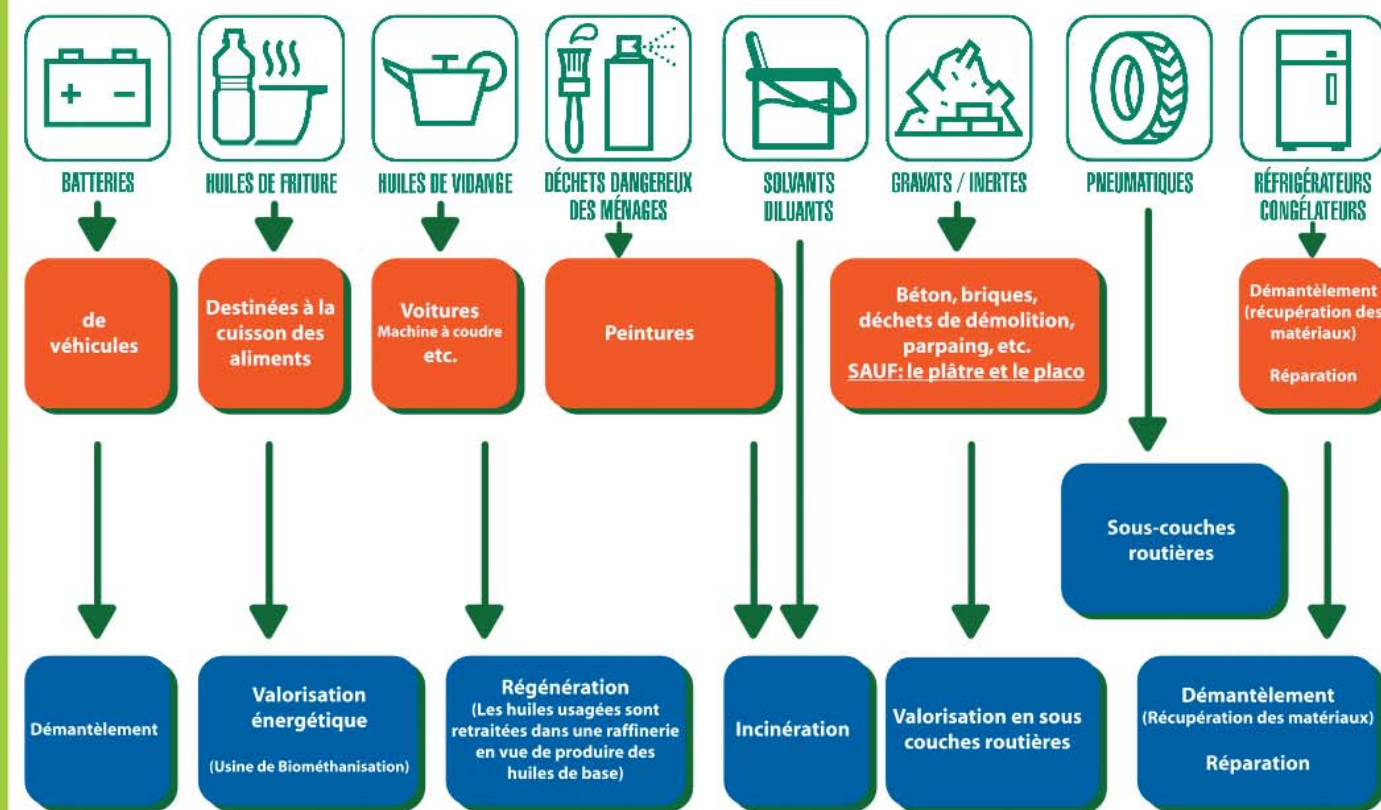 + -
BATTERIES
HUILES DE FRITURE
HUILES DE VIDANGE
DÉCHETS DANGEREUX
DES MÉNAGES
SOLVANTS
DILUANTS
GRAVATS / INERTES
PNEUMATIQUES
RÉFRIGÉRATEURS
CONGÉLATEURS
de
véhicules
Destinées à la
cuisson des
aliments
Voitures
Machine à coudre
etc.
Peintures
Béton, briques,
déchets de démolition,
parpaing, etc.
SAUF: le plâtre et le placo
Démantèlement
(récupération des
matériaux)
Réparation
Sous-couches
routières
Démantèlement
Valorisation
énergétique
(Usine de Biométhanisation)
Régénération
(Les huiles usagées sont
retraitées dans une raffinerie
en vue de produire des
huiles de base)
Incinération
Valorisation en sous
couches routières
Démantèlement
(Récupération des matériaux)
Réparation